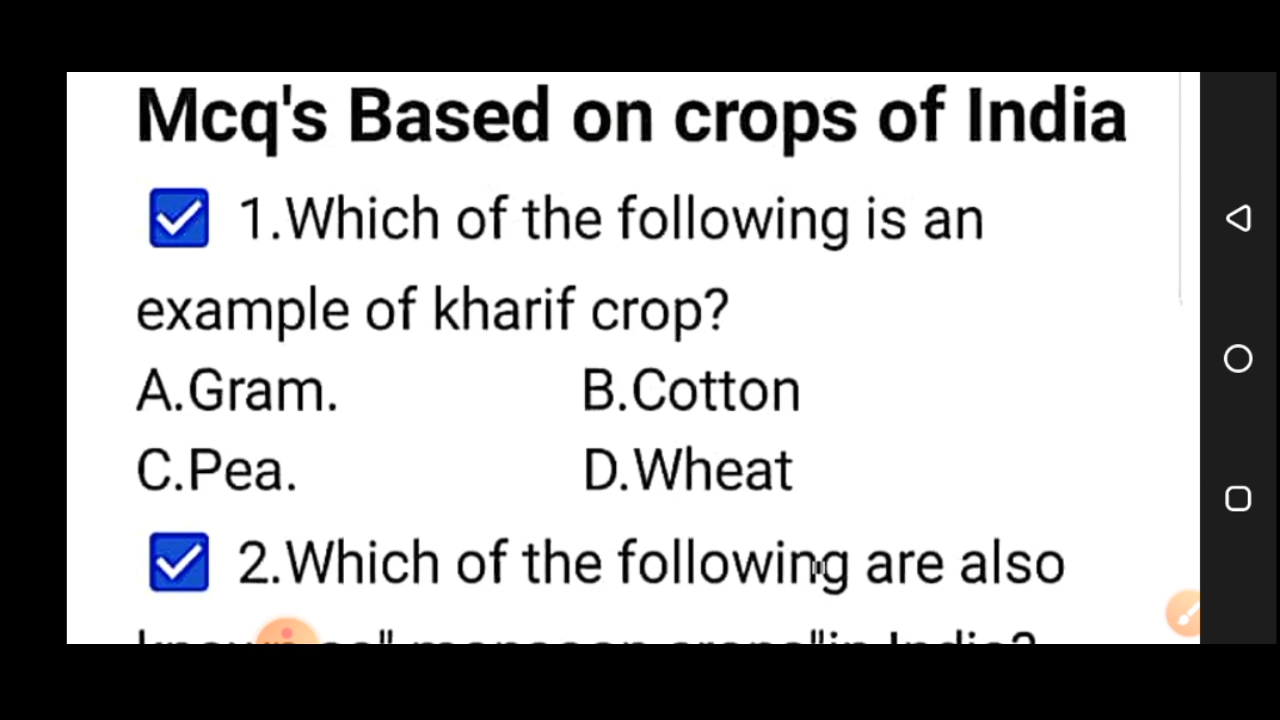 Mcq's Based on crops of India
1.Which of the following is an
example of kharif crop?
A.Gram. B.Cotton
C.Pea. D.Wheat
2.Which of the following are also